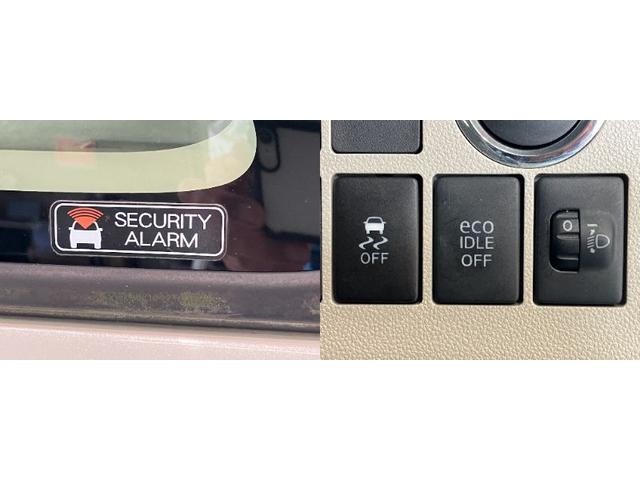 SECURITY
ALARM
OFF
eco
IDLE
OFF
0